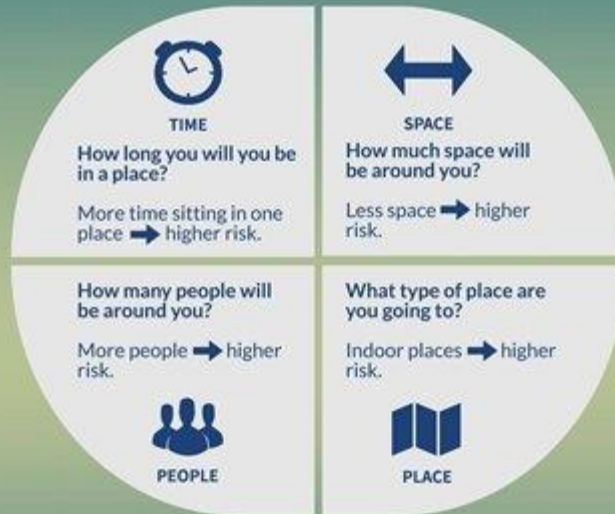 TIME
How long you will you be
in a place?
More time sitting in one
place ➡ higher risk.
SPACE
How much space will
be around you?
Less space ➡ higher
risk.
How many people will
be around you?
More people ➡ higher
risk.
PEOPLE
What type of place are
you going to?
Indoor places ➡ higher
risk.
PLACE